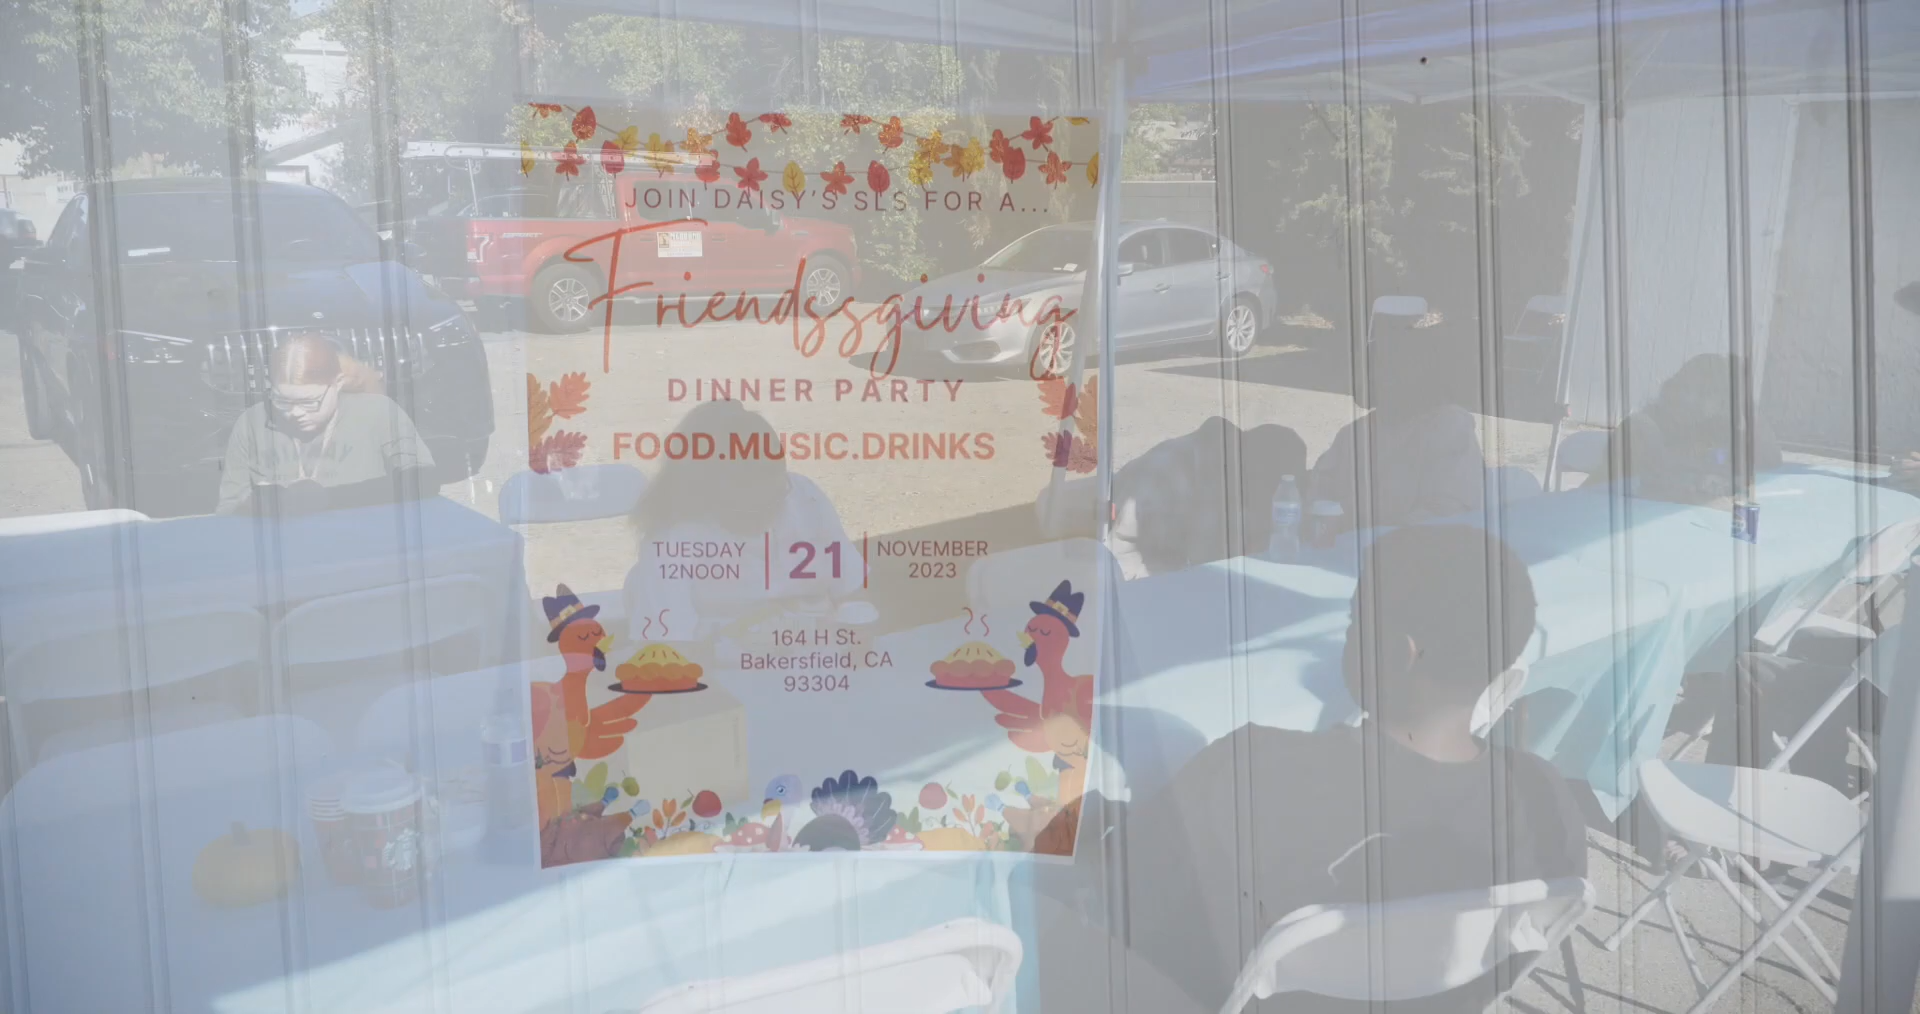 JOIN DAISY'S SLS FOR A...
Friendssgiving
DINNER PARTY
FOOD.MUSIC.DRINKS
TUESDAY
12NOON
21
NOVEMBER
2023
164 H St.
Bakersfield, CA
93304